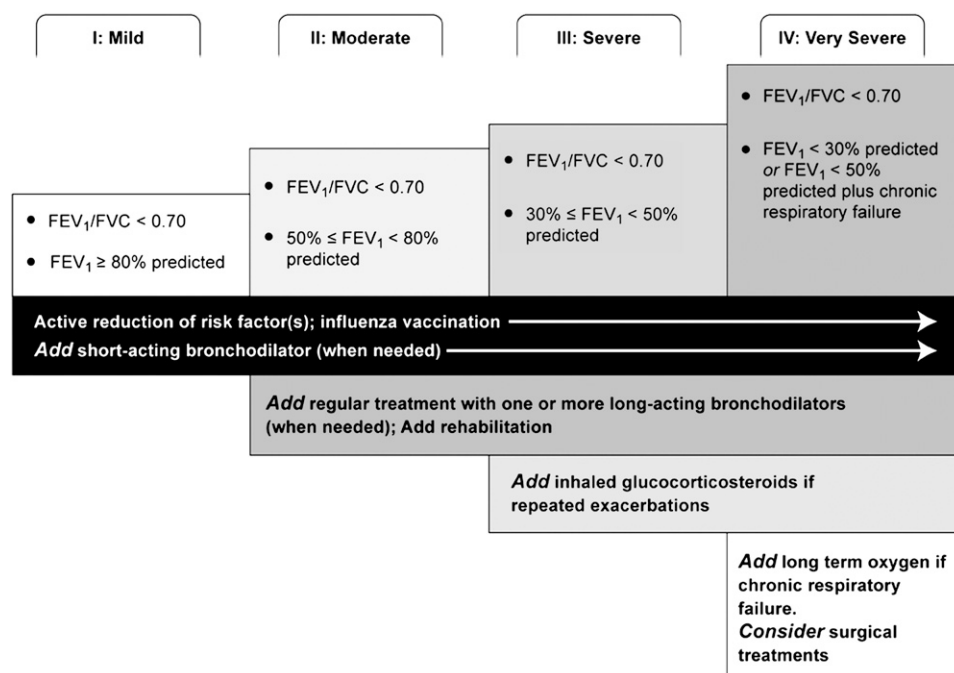 I: Mild
II: Moderate
III: Severe
IV: Very Severe
• FEV₁/FVC < 0.70
• FEV₁ ≥ 80% predicted
• FEV₁/FVC < 0.70
• 50% ≤ FEV₁ < 80%
predicted
• FEV₁/FVC < 0.70
• 30% ≤ FEV₁ < 50%
predicted
• FEV₁/FVC < 0.70
• FEV₁ < 30% predicted
or FEV₁ < 50%
predicted plus chronic
respiratory failure
Active reduction of risk factor(s); influenza vaccination
Add short-acting bronchodilator (when needed)
Add regular treatment with one or more long-acting bronchodilators
(when needed); Add rehabilitation
Add inhaled glucocorticosteroids if
repeated exacerbations
Add long term oxygen if
chronic respiratory
failure.
Consider surgical
treatments